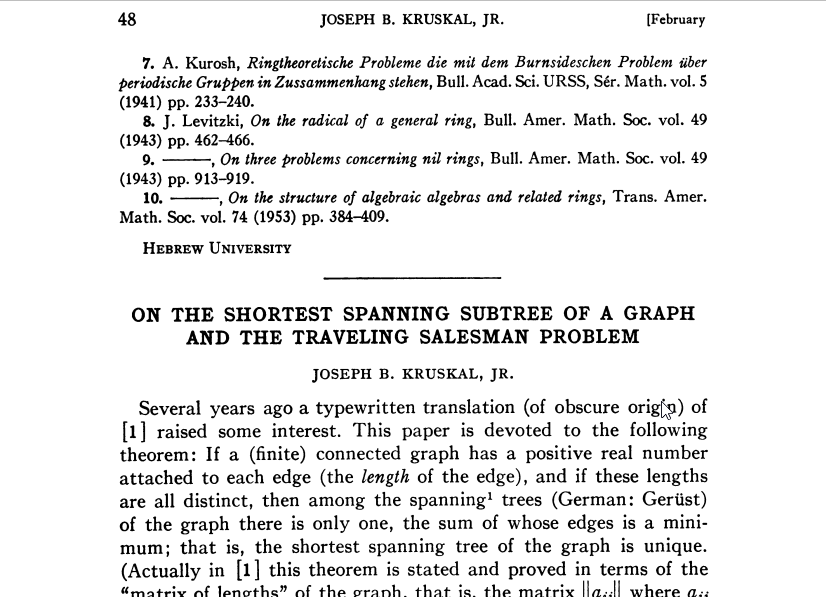 48 JOSEPH B. KRUSKAL, JR. [February
7. A. Kurosh, Ringtheoretische Probleme die mit dem Burnsideschen Problem über
periodische Gruppen in Zussammenhang stehen, Bull. Acad. Sci. URSS, Sér. Math. vol. 5
(1941) pp. 233–240.
8. J. Levitzki, On the radical of a general ring, Bull. Amer. Math. Soc. vol. 49
(1943) pp. 462–466.
9. ———, On three problems concerning nil rings, Bull. Amer. Math. Soc. vol. 49
(1943) pp. 913–919.
10. ———, On the structure of algebraic algebras and related rings, Trans. Amer.
Math. Soc. vol. 74 (1953) pp. 384–409.
HEBREW UNIVERSITY
ON THE SHORTEST SPANNING SUBTREE OF A GRAPH
AND THE TRAVELING SALESMAN PROBLEM
JOSEPH B. KRUSKAL, JR.
Several years ago a typewritten translation (of obscure origin) of
[1] raised some interest. This paper is devoted to the following
theorem: If a (finite) connected graph has a positive real number
attached to each edge (the length of the edge), and if these lengths
are all distinct, then among the spanning¹ trees (German: Gerüst)
of the graph there is only one, the sum of whose edges is a mini-
mum; that is, the shortest spanning tree of the graph is unique.
(Actually in [1] this theorem is stated and proved in terms of the
"matrix of lengths" of the graph, that is, the matrix ||aᵢⱼ|| where aᵢⱼ